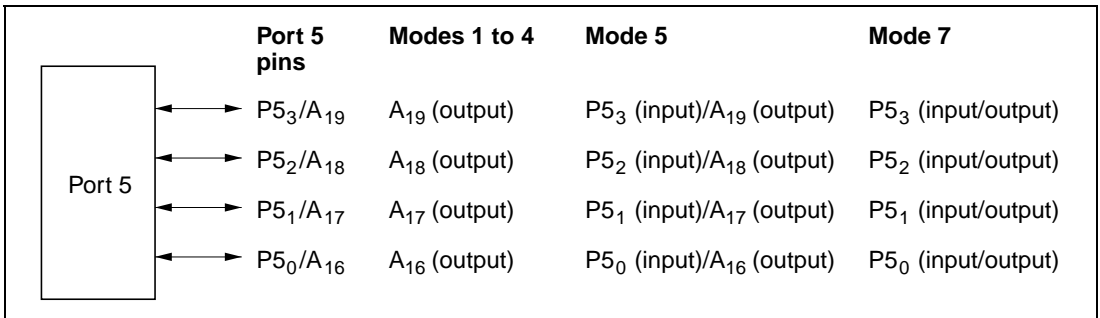 Port 5 pins Modes 1 to 4 Mode 5 Mode 7
P5₃/A₁₉ A₁₉ (output) P5₃ (input)/A₁₉ (output) P5₃ (input/output)
P5₂/A₁₈ A₁₈ (output) P5₂ (input)/A₁₈ (output) P5₂ (input/output)
Port 5
P5₁/A₁₇ A₁₇ (output) P5₁ (input)/A₁₇ (output) P5₁ (input/output)
P5₀/A₁₆ A₁₆ (output) P5₀ (input)/A₁₆ (output) P5₀ (input/output)